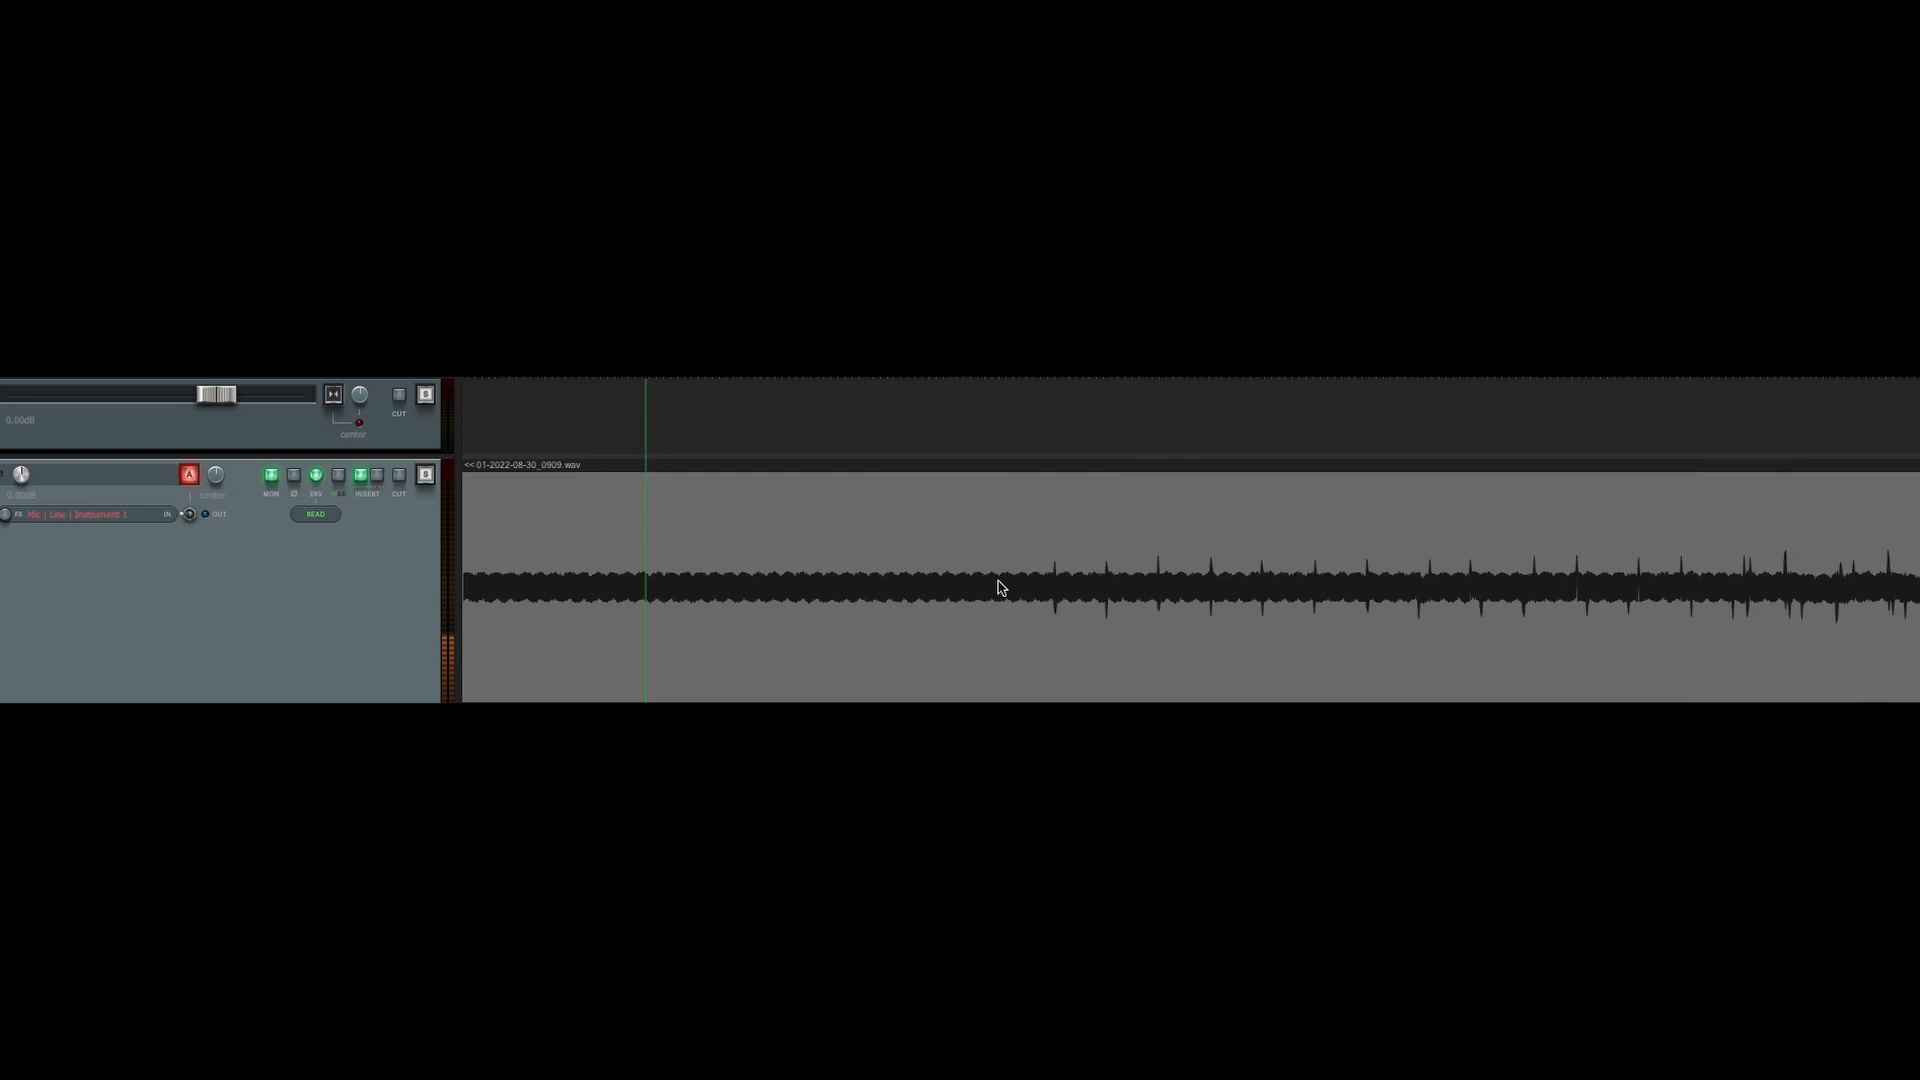 S
CUT
0.00dB
center
<< 01-2022-08-30_0909.wav
1 A S
0.00dB center MON Ø ENV INSERT CUT
FX Mic | Line | Instrument 1 IN OUT READ